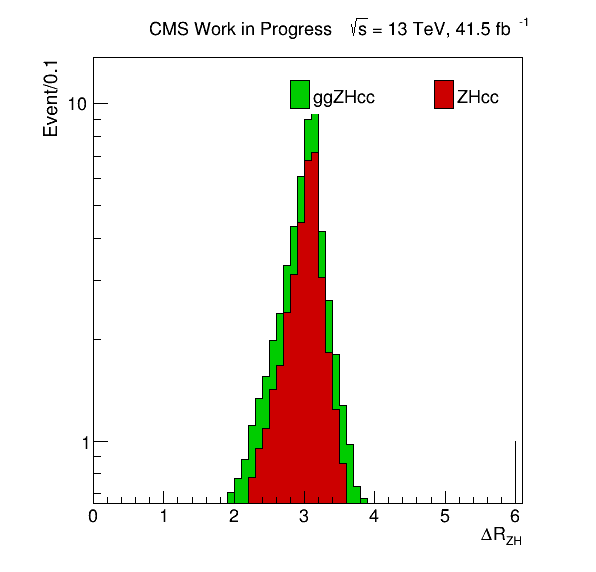 CMS Work in Progress √s = 13 TeV, 41.5 fb -1
Event/0.1
ggZHcc ZHcc
10
1
0 1 2 3 4 5 6
ΔR_ZH